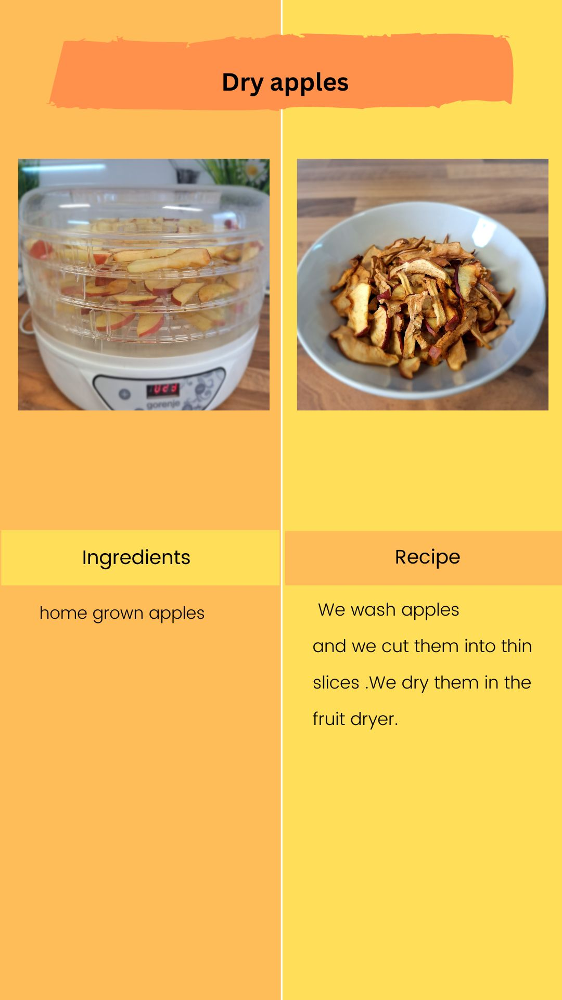 Dry apples
gorenje
Ingredients
home grown apples
Recipe
We wash apples
and we cut them into thin
slices .We dry them in the
fruit dryer.